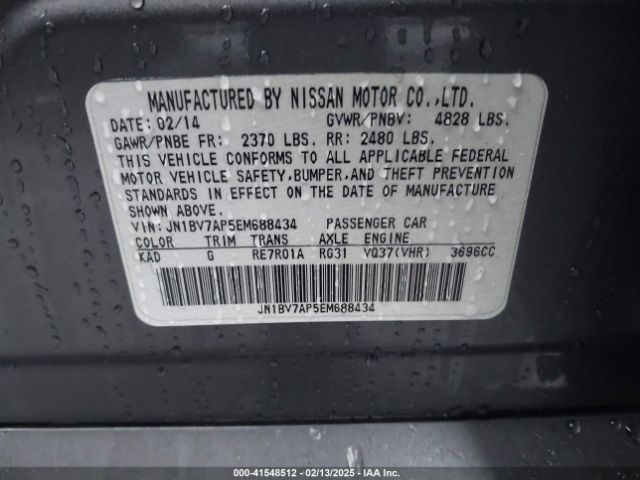 MANUFACTURED BY NISSAN MOTOR CO.,LTD.
DATE: 02/14 GVWR/PNBV: 4828 LBS.
GAWR/PNBE FR: 2370 LBS. RR: 2480 LBS.
THIS VEHICLE CONFORMS TO ALL APPLICABLE FEDERAL
MOTOR VEHICLE SAFETY, BUMPER, AND THEFT PREVENTION
STANDARDS IN EFFECT ON THE DATE OF MANUFACTURE
SHOWN ABOVE.
VIN: JN1BV7AP5EM688434 PASSENGER CAR
COLOR TRIM TRANS AXLE ENGINE
KAD G RE7R01A RG31 VQ37(VHR) 3696CC
JN1BV7AP5EM688434
000-41548512 - 02/13/2025 - IAA Inc.